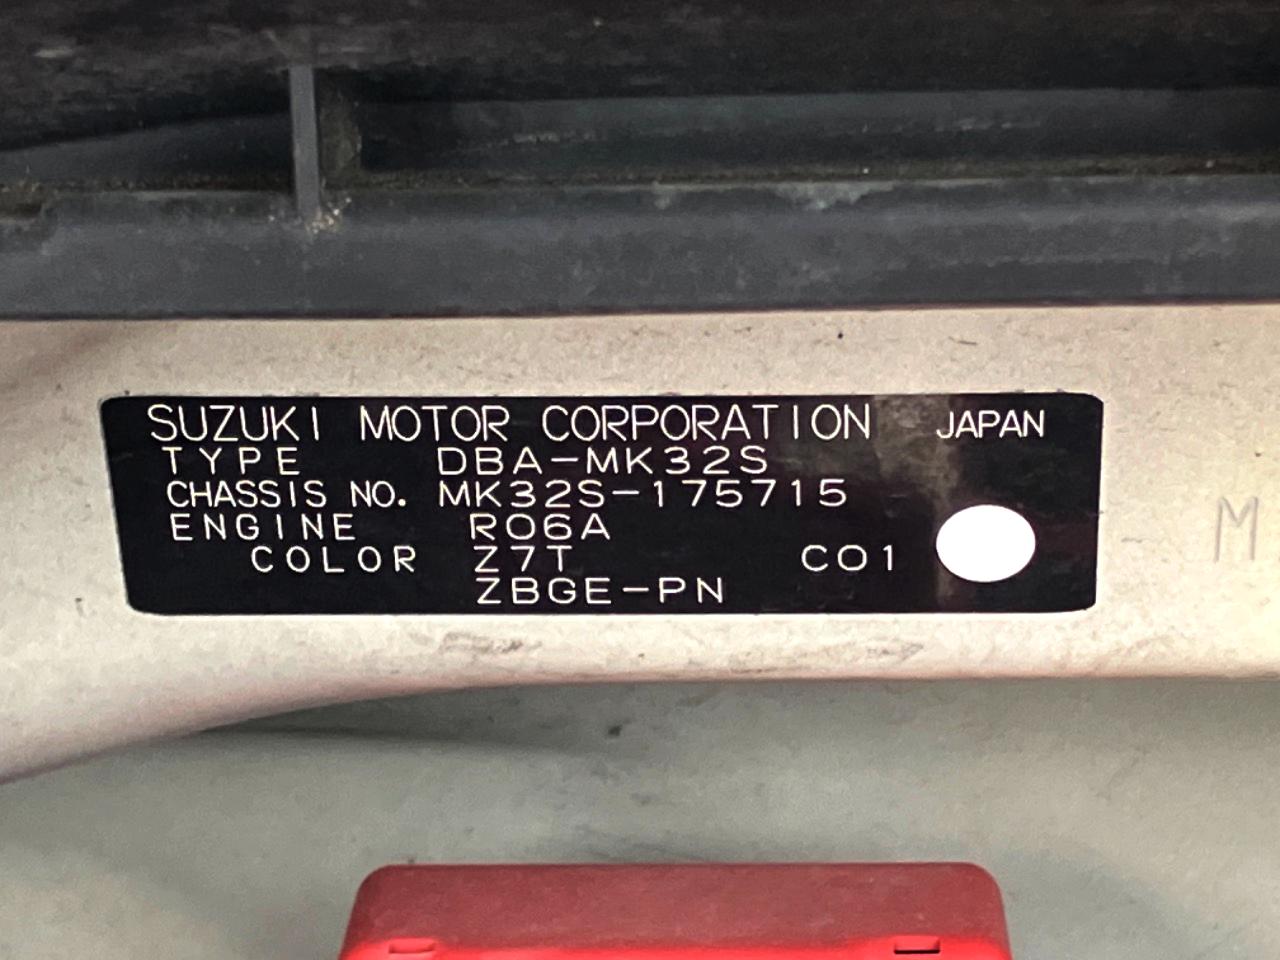 SUZUKI MOTOR CORPORATION JAPAN
TYPE DBA-MK32S
CHASSIS NO. MK32S-175715
ENGINE R06A
COLOR Z7T C01
ZBGE-PN
M